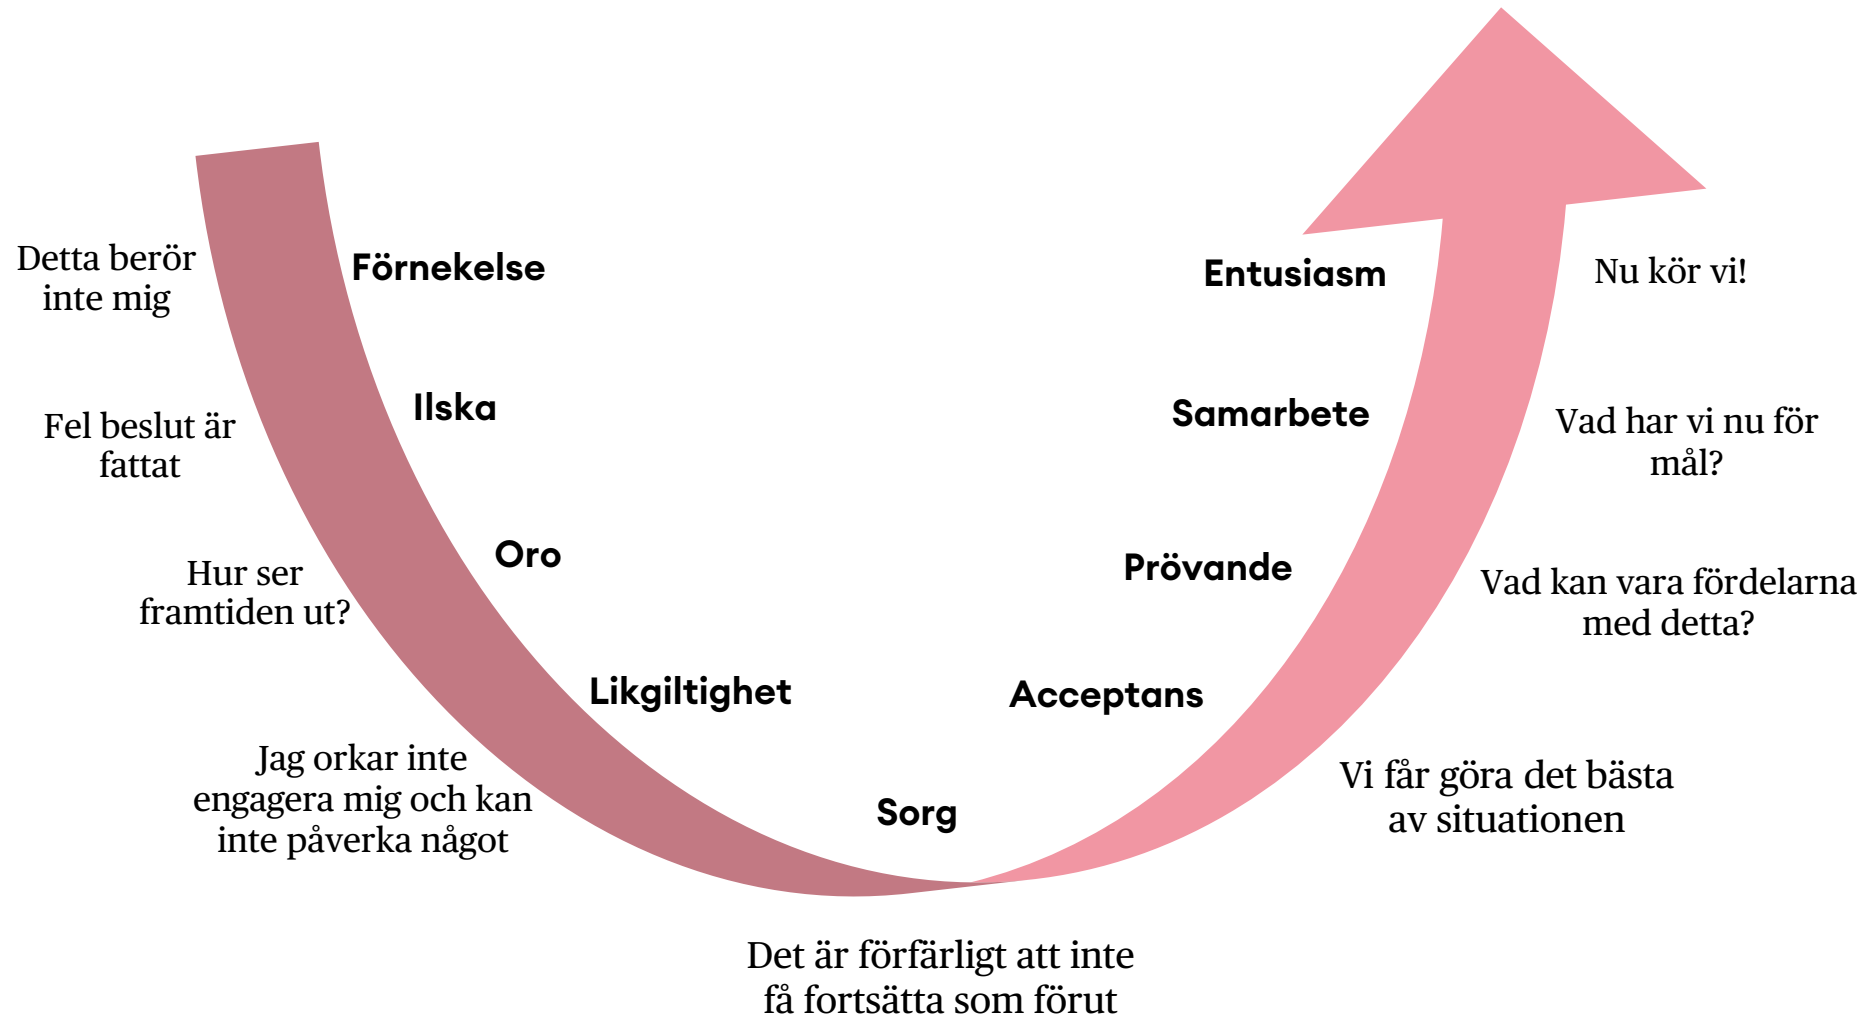 Detta berör
inte mig
Förnekelse
Fel beslut är
fattat
Ilska
Hur ser
framtiden ut?
Oro
Jag orkar inte
engagera mig och kan
inte påverka något
Likgiltighet
Sorg
Det är förfärligt att inte
få fortsätta som förut
Acceptans
Vi får göra det bästa
av situationen
Prövande
Vad kan vara fördelarna
med detta?
Samarbete
Vad har vi nu för
mål?
Entusiasm
Nu kör vi!